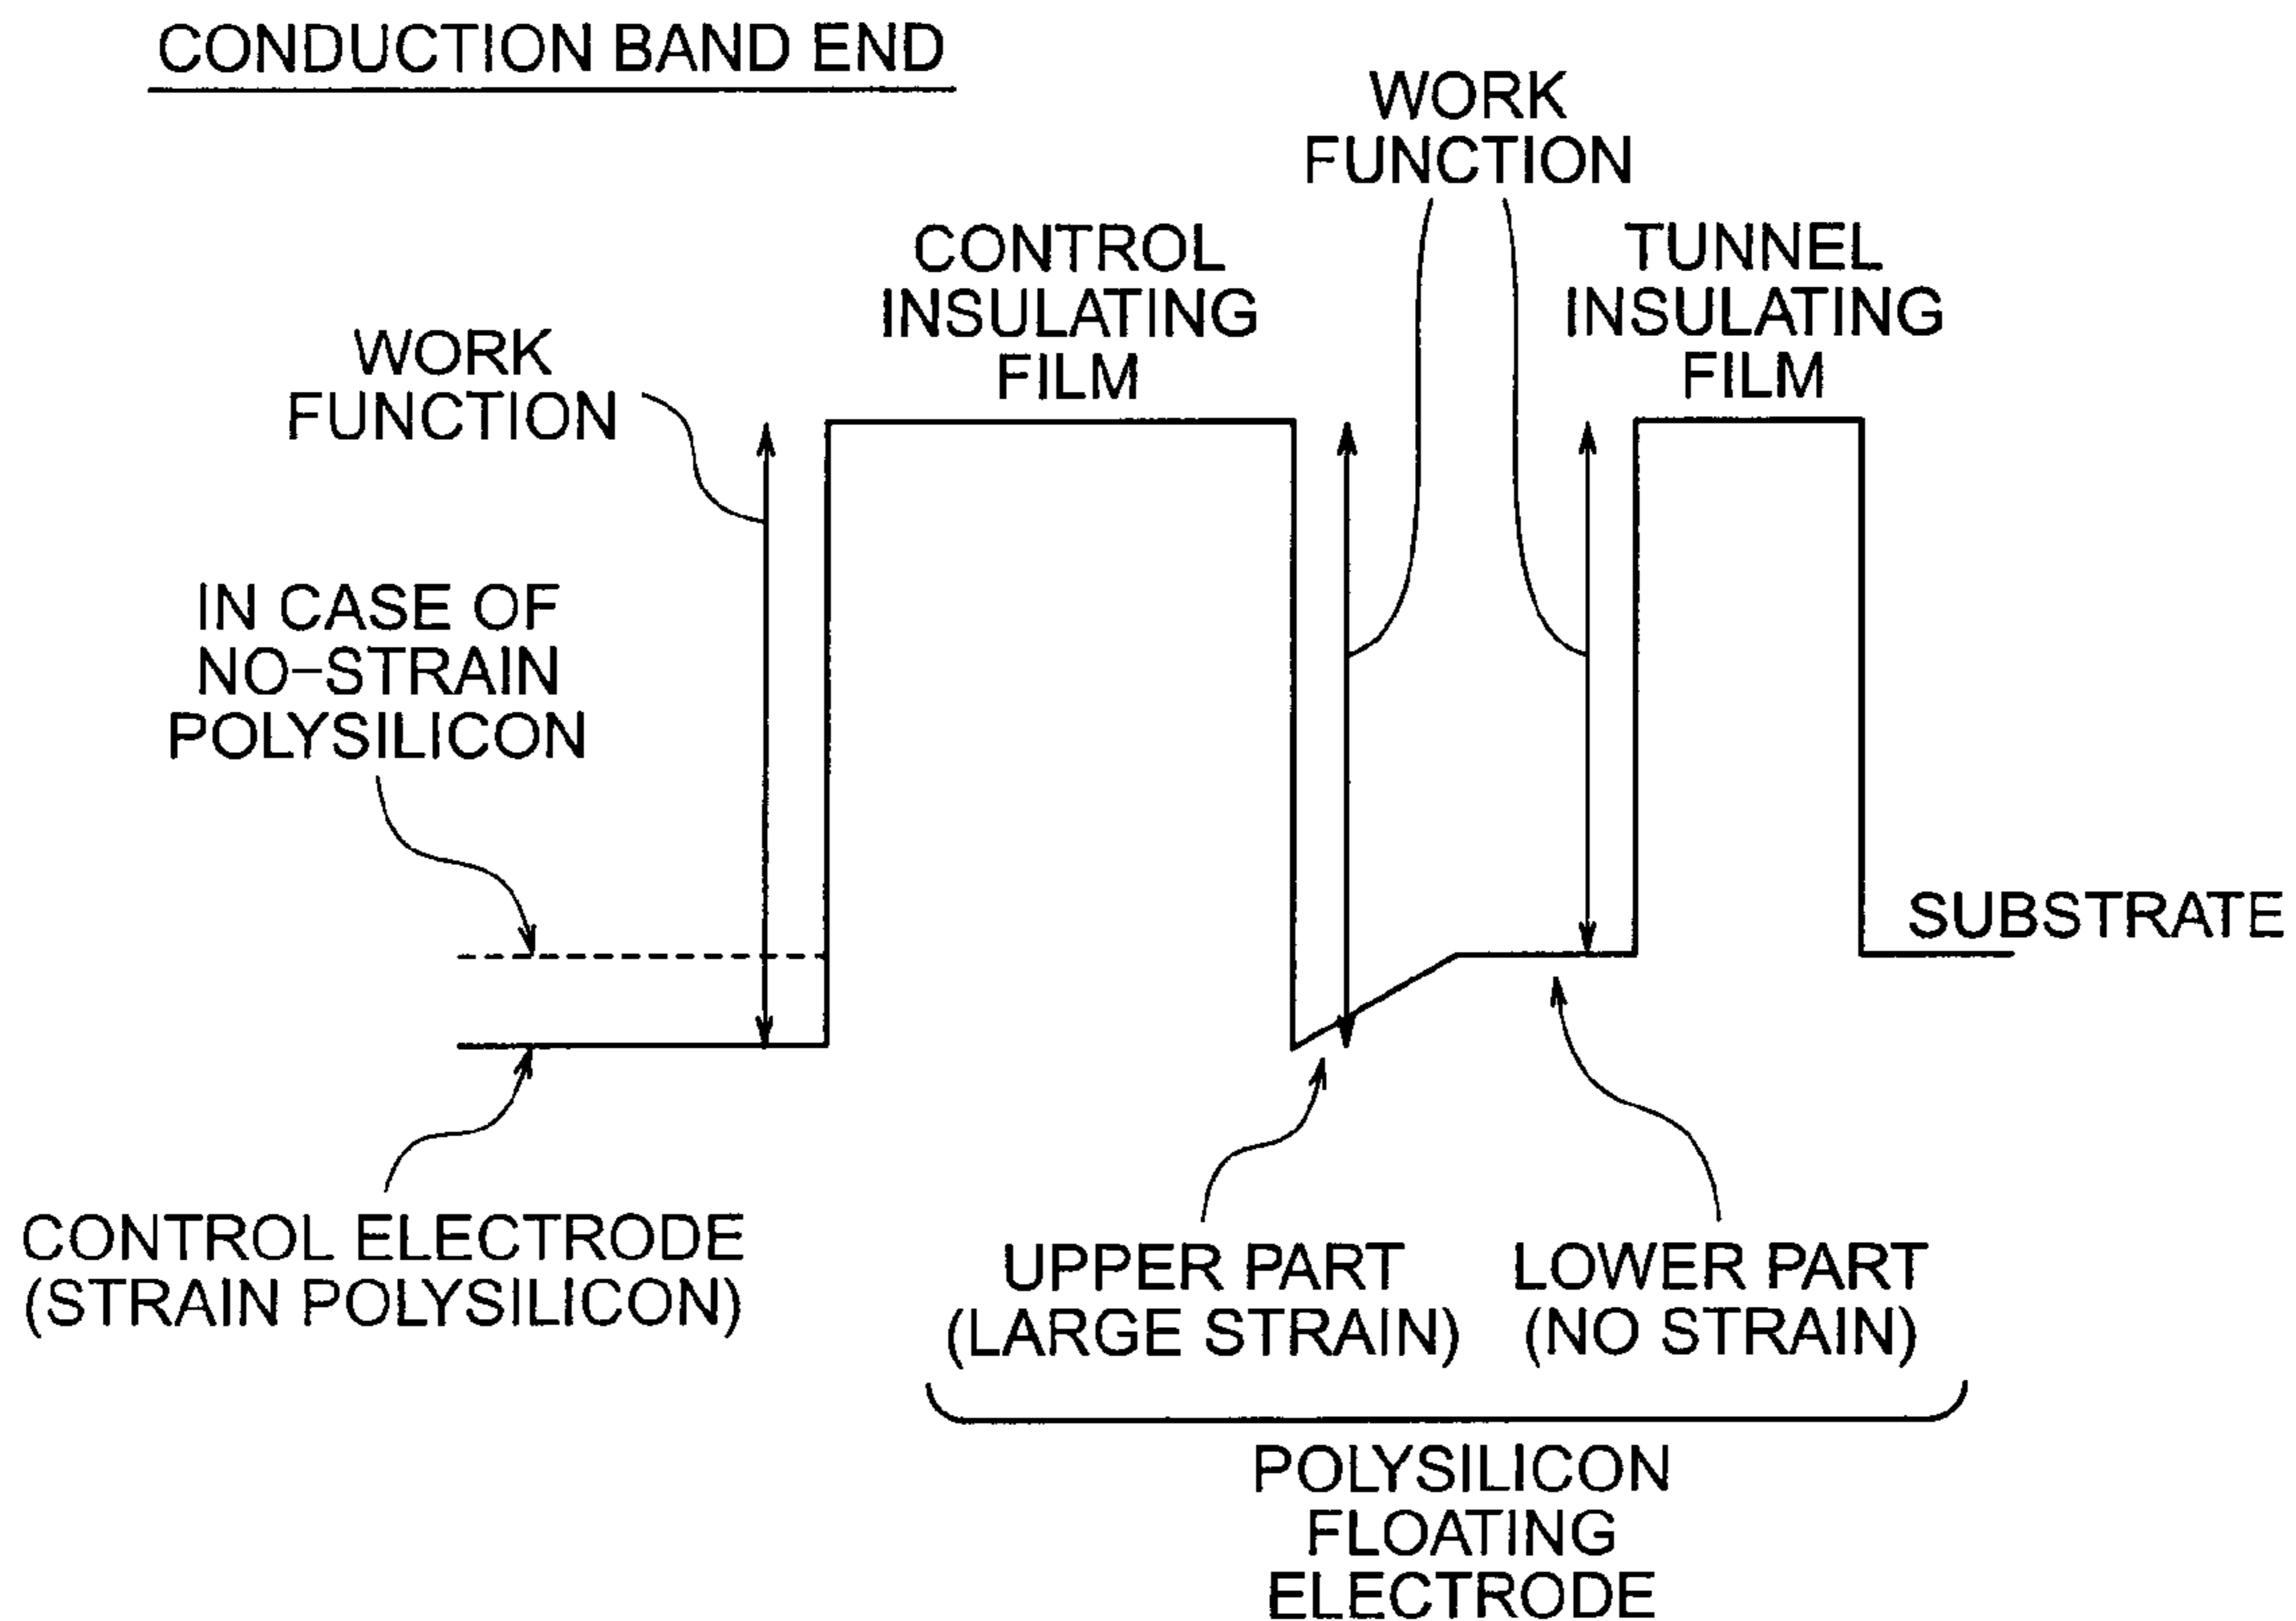 CONDUCTION BAND END
WORK
FUNCTION
CONTROL
INSULATING
FILM
TUNNEL
INSULATING
FILM
WORK
FUNCTION
IN CASE OF
NO-STRAIN
POLYSILICON
SUBSTRATE
CONTROL ELECTRODE
(STRAIN POLYSILICON)
UPPER PART
(LARGE STRAIN)
LOWER PART
(NO STRAIN)
POLYSILICON
FLOATING
ELECTRODE